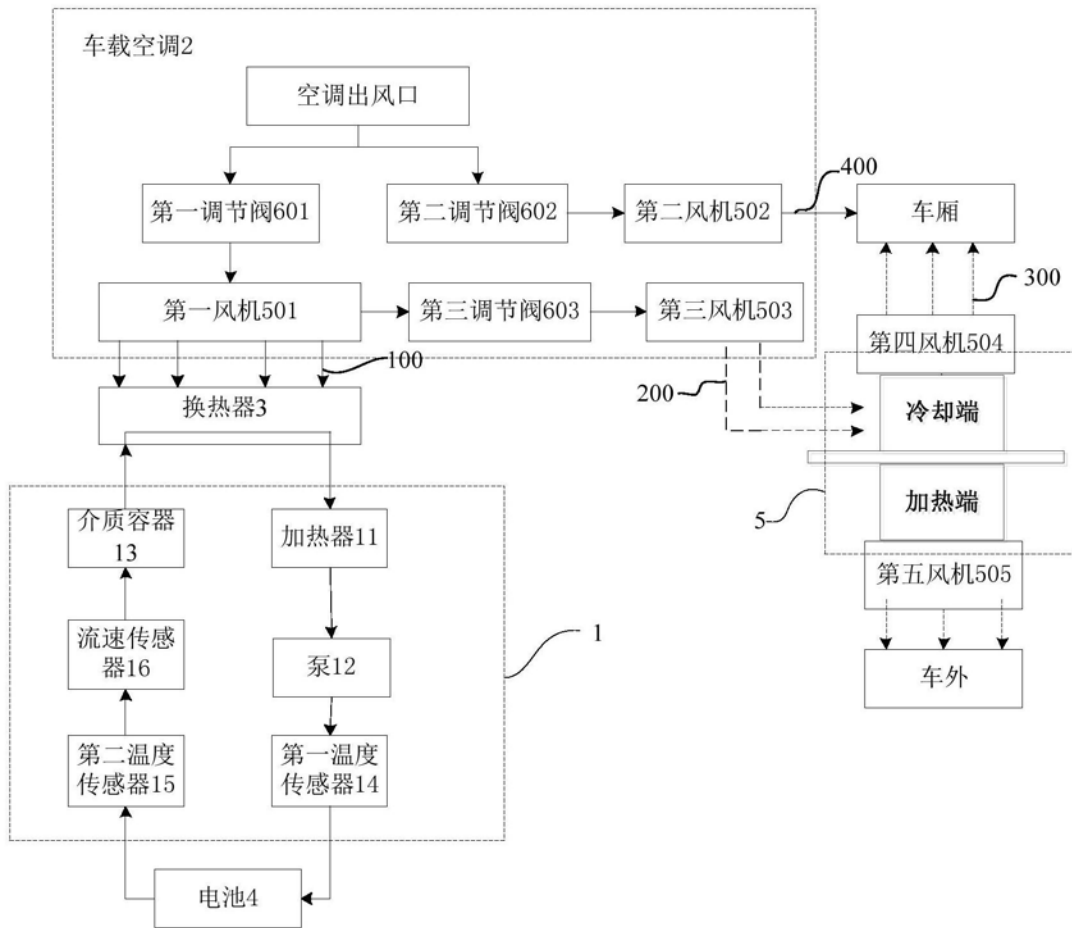 车载空调2
空调出风口
400
第一调节阀601
第二调节阀602
第二风机502
车厢
300
第一风机501
第三调节阀603
第三风机503
第四风机504
100
200
换热器3
冷却端
5
加热端
介质容器
13
加热器11
第五风机505
流速传感
器16
泵12
1
车外
第二温度
传感器15
第一温度
传感器14
电池4